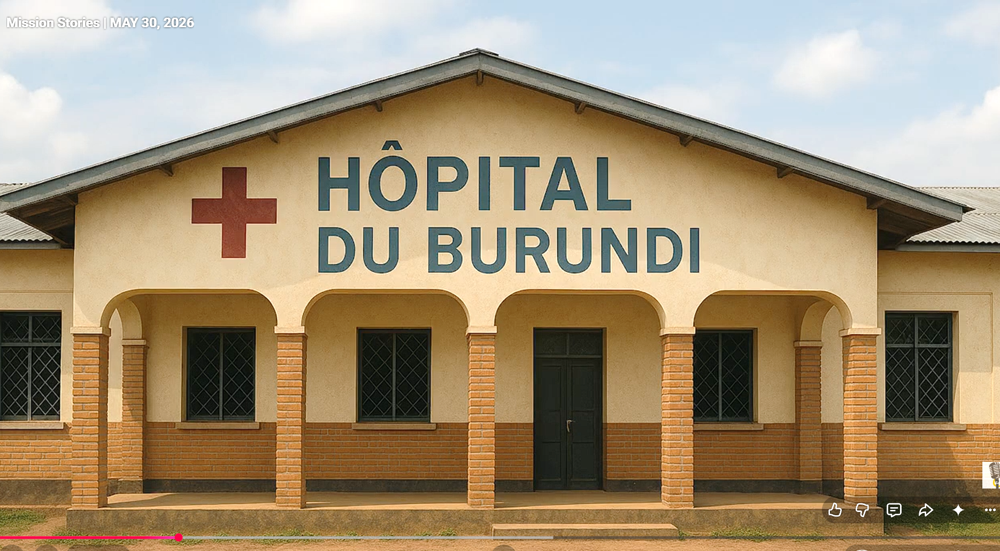 Mission Stories | MAY 30, 2026
HÔPITAL
DU BURUNDI